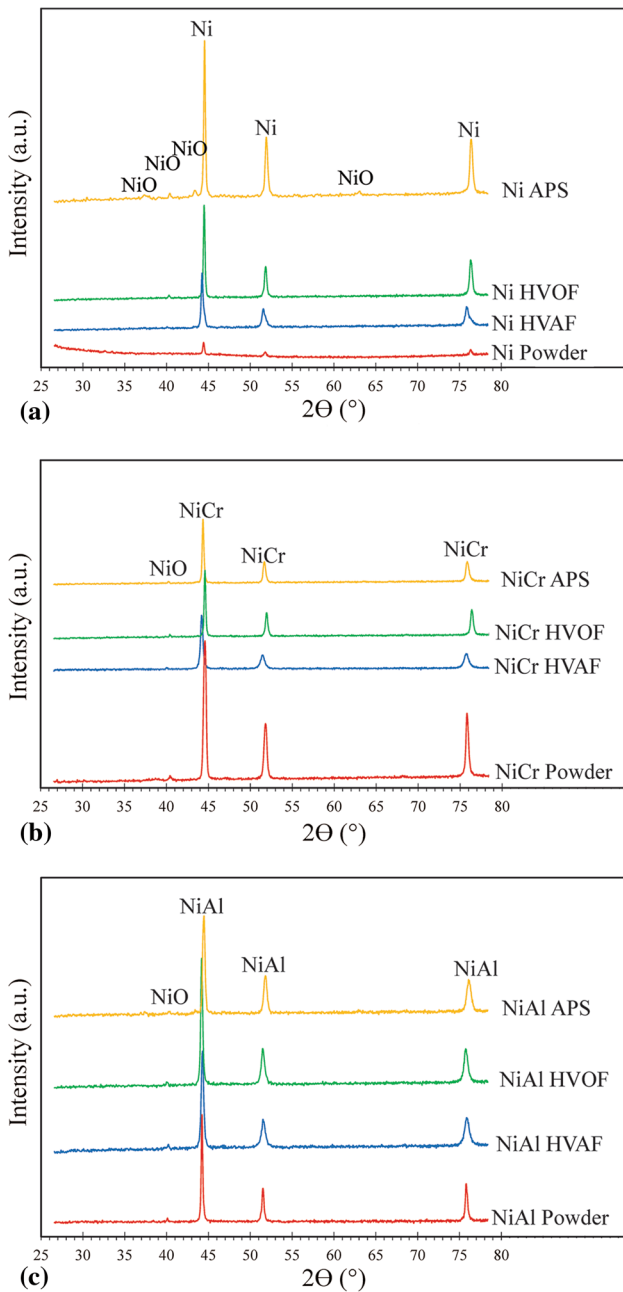 Ni
NiO
NiO
NiO
Ni
NiO
Ni
Ni APS
Ni HVOF
Ni HVAF
Ni Powder
Intensity (a.u.)
25 30 35 40 45 50 55 60 65 70 75 80
2Θ (°)
(a)
NiCr
NiO
NiCr
NiCr
NiCr APS
NiCr HVOF
NiCr HVAF
NiCr Powder
Intensity (a.u.)
25 30 35 40 45 50 55 60 65 70 75 80
2Θ (°)
(b)
NiAl
NiO
NiAl
NiAl
NiAl APS
NiAl HVOF
NiAl HVAF
NiAl Powder
Intensity (a.u.)
25 30 35 40 45 50 55 60 65 70 75 80
2Θ (°)
(c)